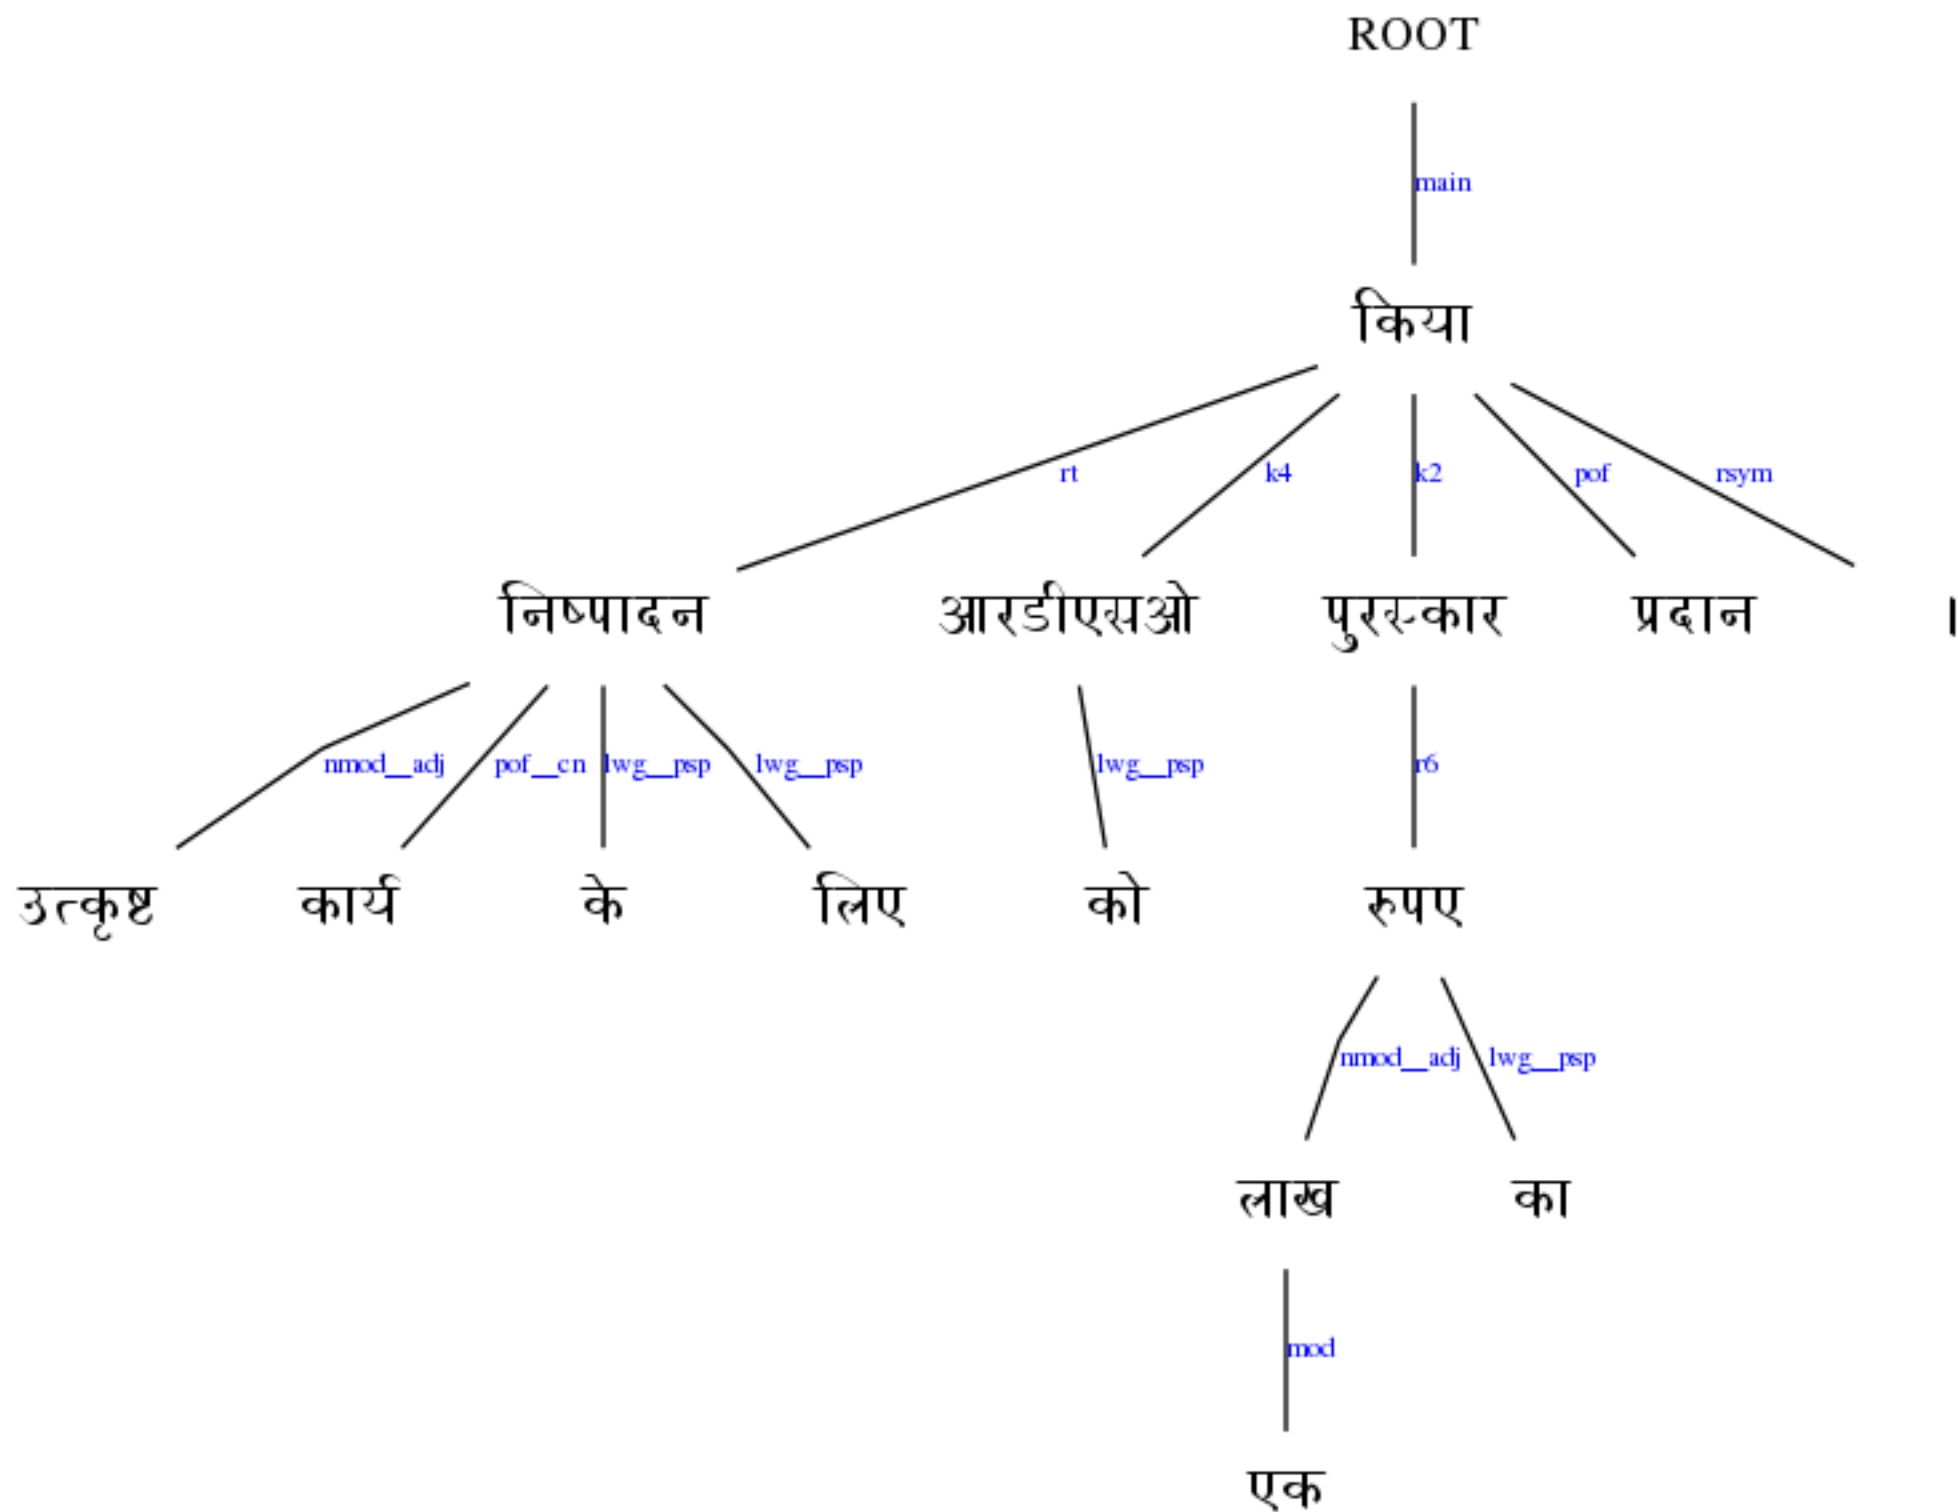 ROOT
main
किया
rt k4 k2 pof rsym
निष्पादन आरडीएसओ पुरस्कार प्रदान ।
nmod__adj pof__cn lwg__psp lwg__psp lwg__psp r6
उत्कृष्ट कार्य के लिए को रुपए
nmod__adj lwg__psp
लाख का
mod
एक